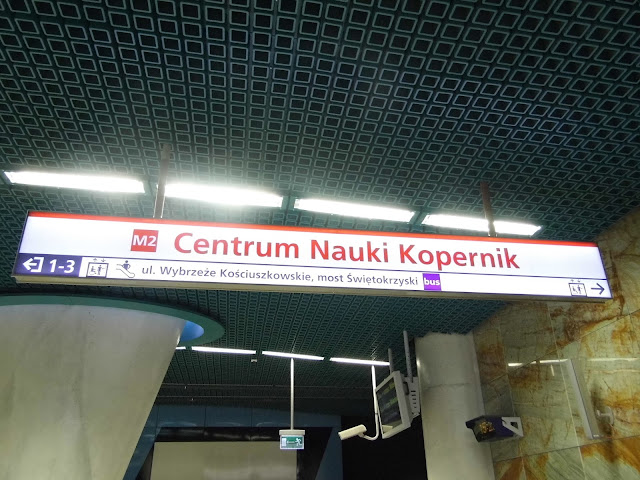 M2 Centrum Nauki Kopernik
1-3 ul. Wybrzeże Kościuszkowskie, most Świętokrzyski bus